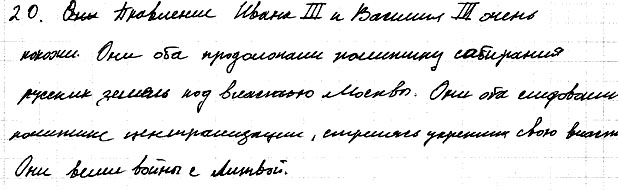 20. Они Правление Ивана III и Василия III очень
похожи. Они оба продолжали политику собирания
русских земель под властью Москвы. Они оба следовали
политике централизации, стремясь укрепить свою власть
Они вели войны с Литвой.